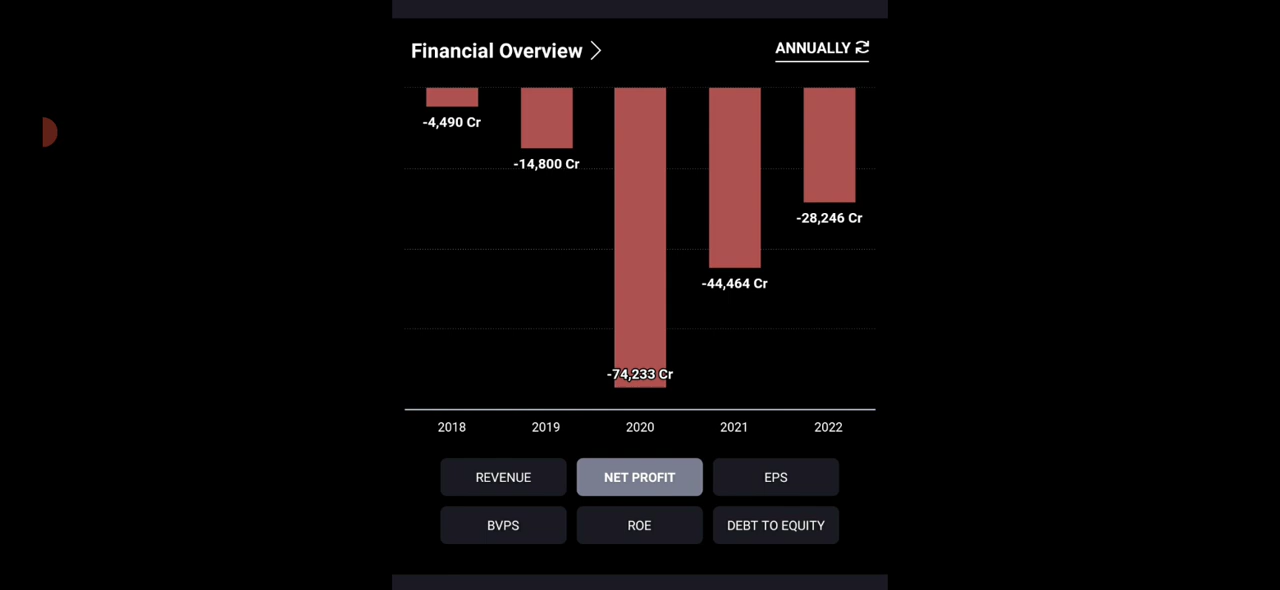 Financial Overview
ANNUALLY
-4,490 Cr
-14,800 Cr
-28,246 Cr
-44,464 Cr
-74,233 Cr
2018 2019 2020 2021 2022
REVENUE NET PROFIT EPS
BVPS ROE DEBT TO EQUITY